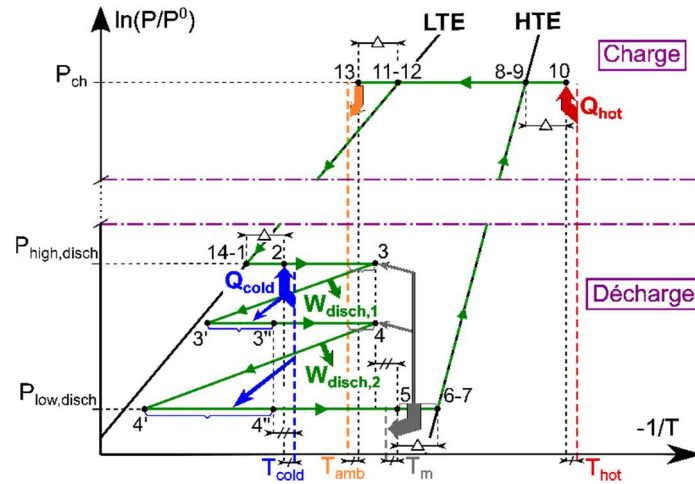 ln(P/P⁰)
LTE
HTE
Charge
P_ch
13
11-12
8-9
10
Δ
Q_hot
Δ
P_high,disch
Δ
14-1
2
3
Q_cold
W_disch,1
Décharge
3'
3''
4
W_disch,2
P_low,disch
5
6-7
4'
4''
Δ
-1/T
T_cold
T_amb
T_m
T_hot